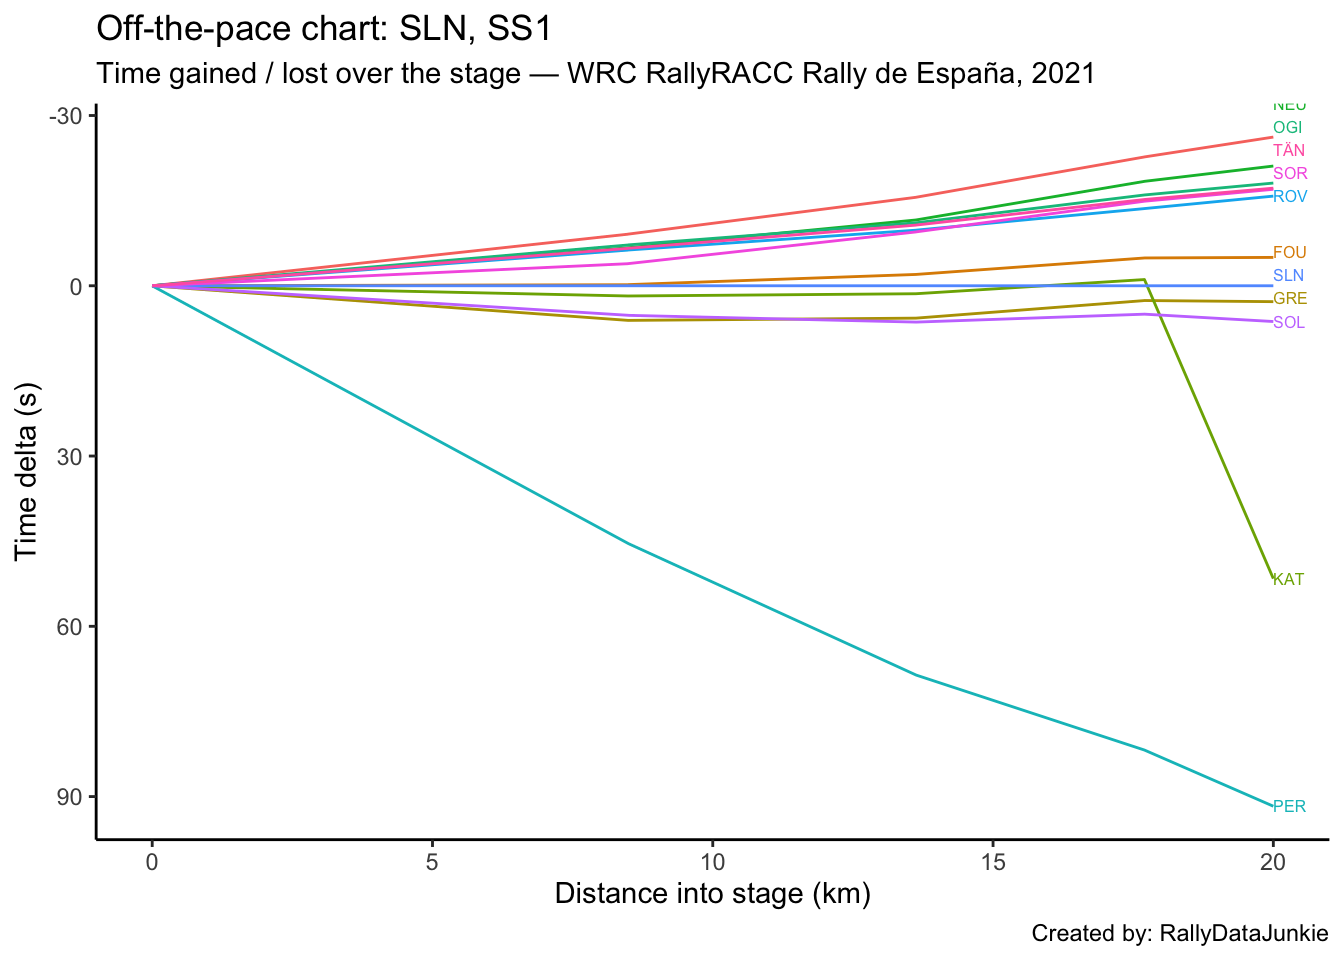 Off-the-pace chart: SLN, SS1
Time gained / lost over the stage — WRC RallyRACC Rally de España, 2021
-30
0
30
60
90
Time delta (s)
NEU
OGI
TÄN
SOR
ROV
FOU
SLN
GRE
SOL
KAT
PER
0 5 10 15 20
Distance into stage (km)
Created by: RallyDataJunkie